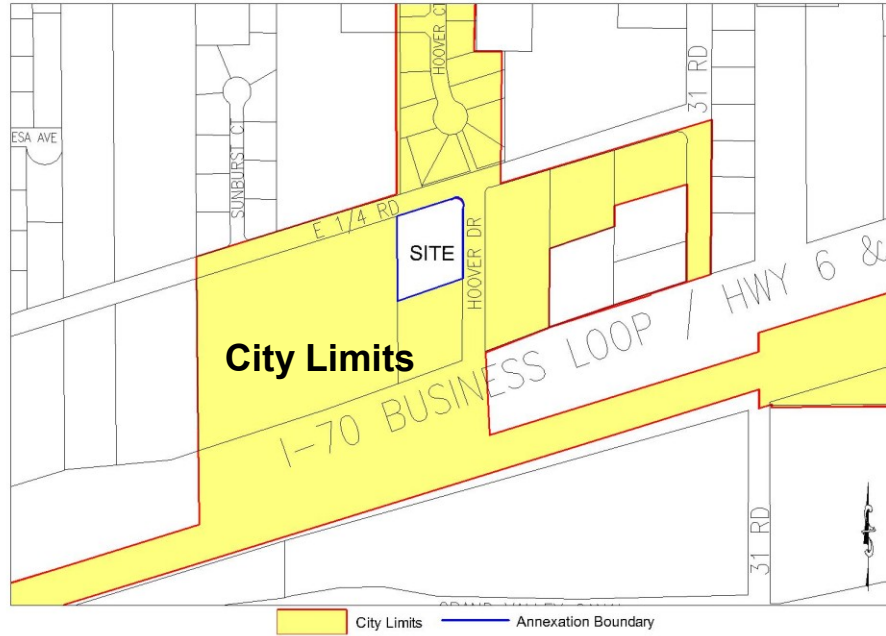 HOOVER CT
31 RD
ESA AVE
SUNBURST CT
E 1/4 RD
SITE
HOOVER DR
City Limits
I-70 BUSINESS LOOP / HWY 6 &
31 RD
City Limits
Annexation Boundary